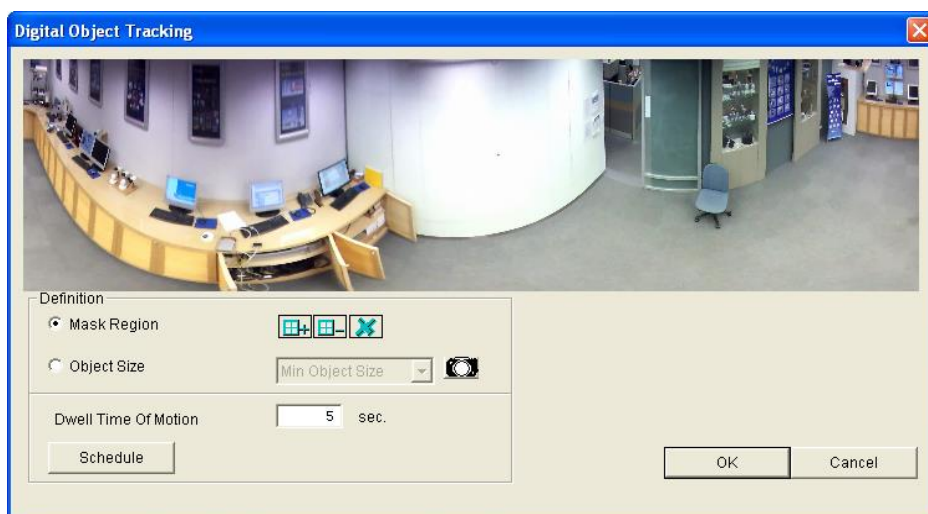 Digital Object Tracking
Definition
Mask Region
Object Size
Min Object Size
Dwell Time Of Motion
5 sec.
Schedule
OK
Cancel